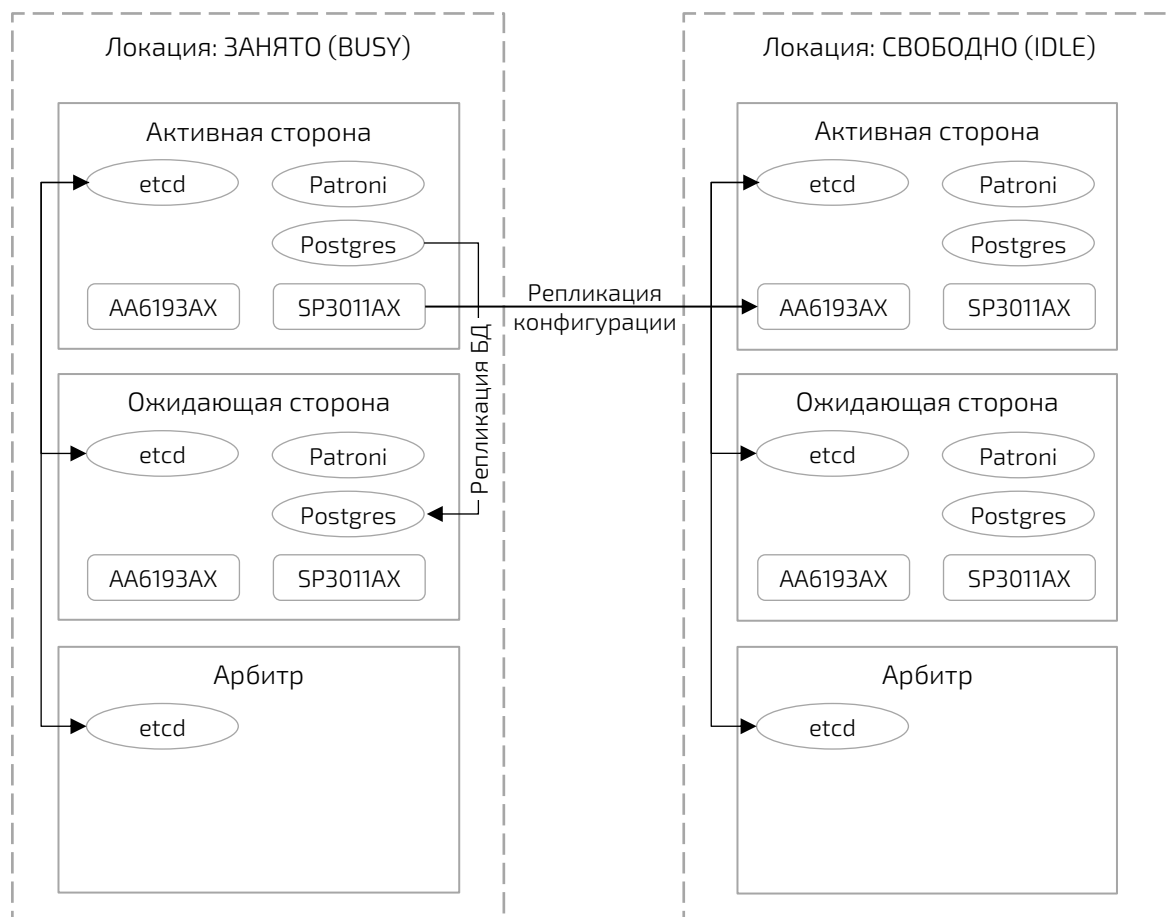 Локация: ЗАНЯТО (BUSY)
Активная сторона
etcd
Patroni
Postgres
AA6193AX
SP3011AX
Репликация БД
Ожидающая сторона
etcd
Patroni
Postgres
AA6193AX
SP3011AX
Арбитр
etcd
Репликация
конфигурации
Локация: СВОБОДНО (IDLE)
Активная сторона
etcd
Patroni
Postgres
AA6193AX
SP3011AX
Ожидающая сторона
etcd
Patroni
Postgres
AA6193AX
SP3011AX
Арбитр
etcd